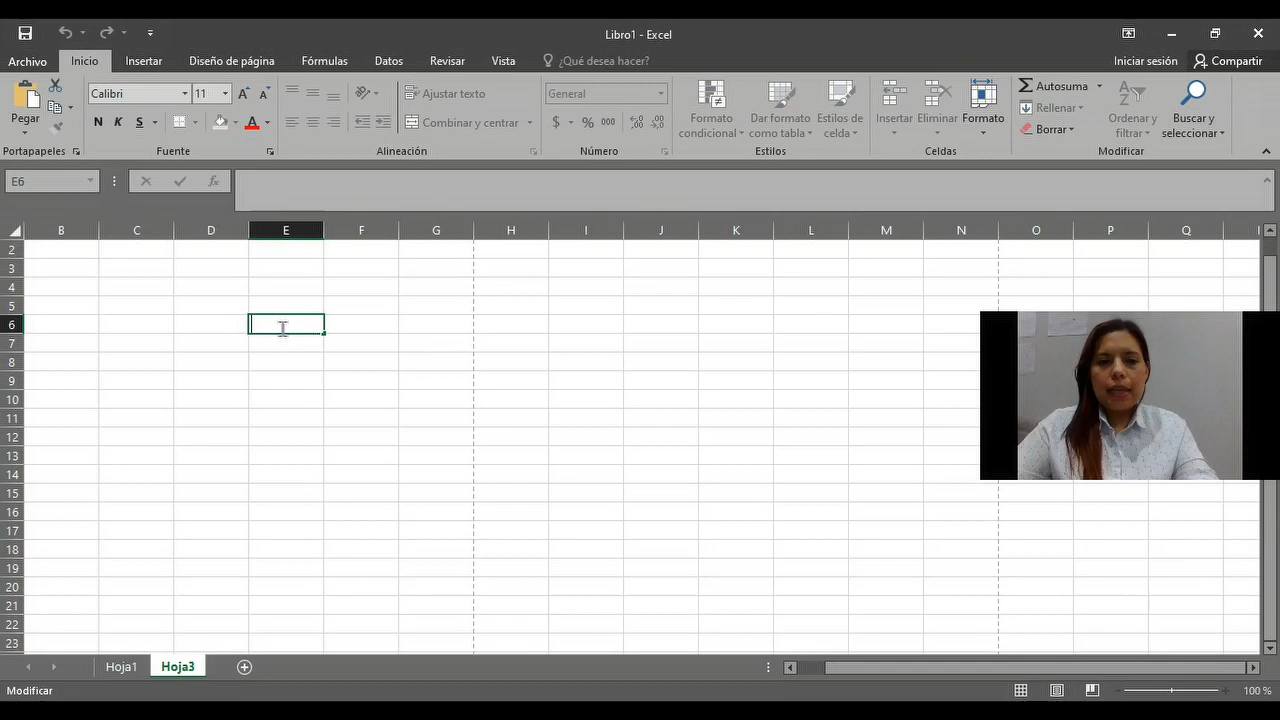 Libro1 - Excel
Archivo Inicio Insertar Diseño de página Fórmulas Datos Revisar Vista ¿Qué desea hacer? Iniciar sesión Compartir
Pegar
Portapapeles
Calibri 11
N K S
Fuente
Ajustar texto
Combinar y centrar
Alineación
General
$ % 000
Número
Formato condicional
Dar formato como tabla
Estilos de celda
Estilos
Insertar Eliminar Formato
Celdas
Autosuma
Rellenar
Borrar
Ordenar y filtrar
Buscar y seleccionar
Modificar
E6
fx
B C D E F G H I J K L M N O P Q
2
3
4
5
6
7
8
9
10
11
12
13
14
15
16
17
18
19
20
21
22
23
Hoja1 Hoja3
Modificar 100 %